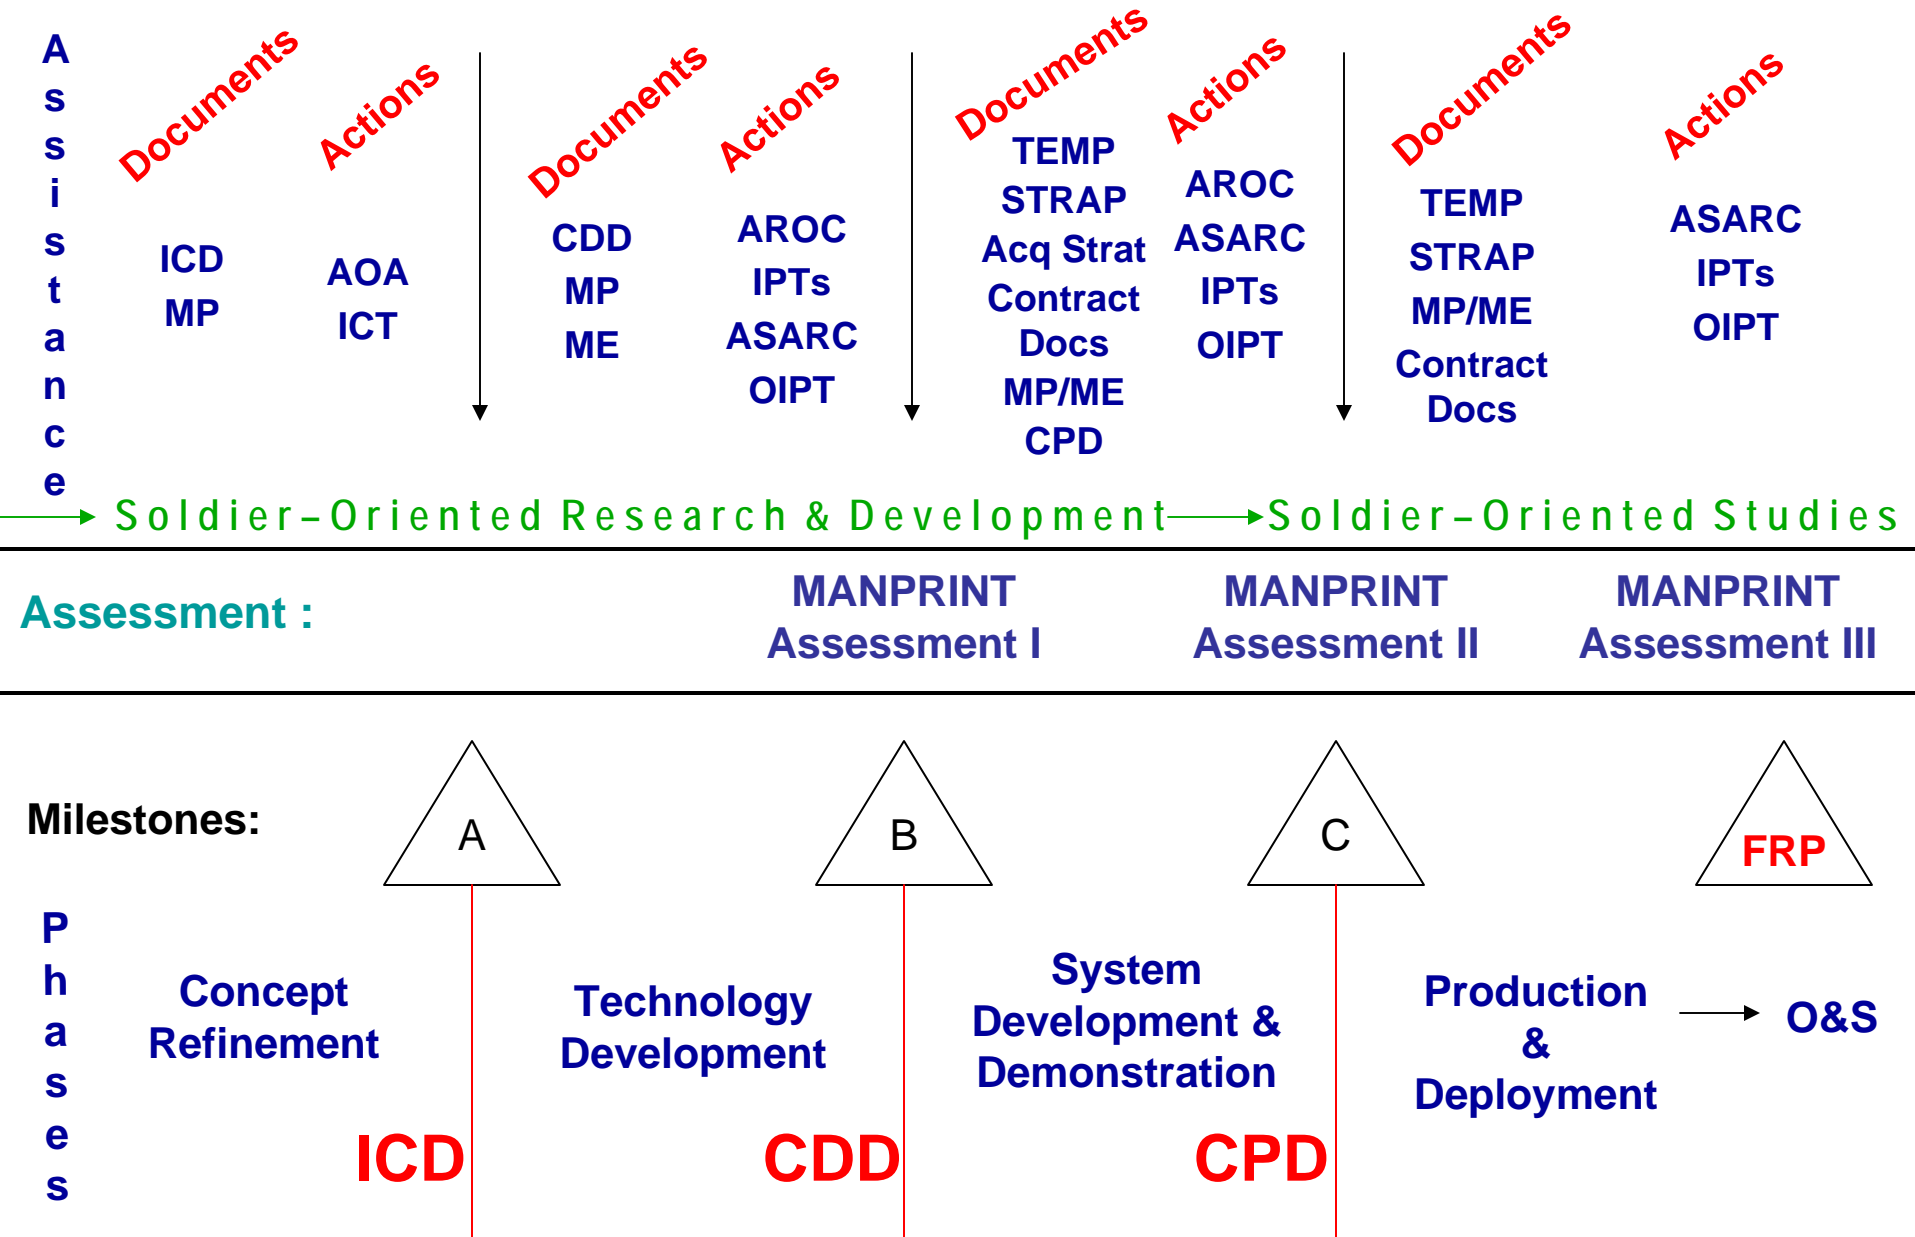 Assistance
Documents
Actions
ICD
MP
AOA
ICT
Documents
Actions
CDD
MP
ME
AROC
IPTs
ASARC
OIPT
Documents
Actions
TEMP
STRAP
Acq Strat
Contract
Docs
MP/ME
CPD
AROC
ASARC
IPTs
OIPT
Documents
Actions
TEMP
STRAP
MP/ME
Contract
Docs
ASARC
IPTs
OIPT
Soldier–Oriented Research & Development
Soldier–Oriented Studies
Assessment :
MANPRINT
Assessment I
MANPRINT
Assessment II
MANPRINT
Assessment III
Milestones:
A
B
C
FRP
Phases
Concept
Refinement
Technology
Development
System
Development &
Demonstration
Production
&
Deployment
O&S
ICD
CDD
CPD